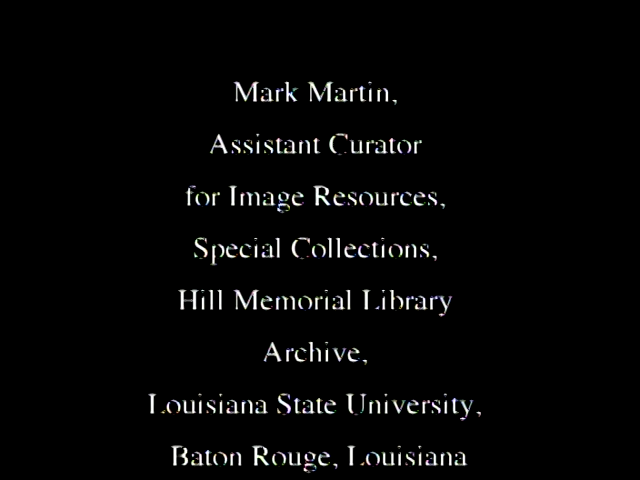 Mark Martin,
Assistant Curator
for Image Resources,
Special Collections,
Hill Memorial Library
Archive,
Louisiana State University,
Baton Rouge, Louisiana